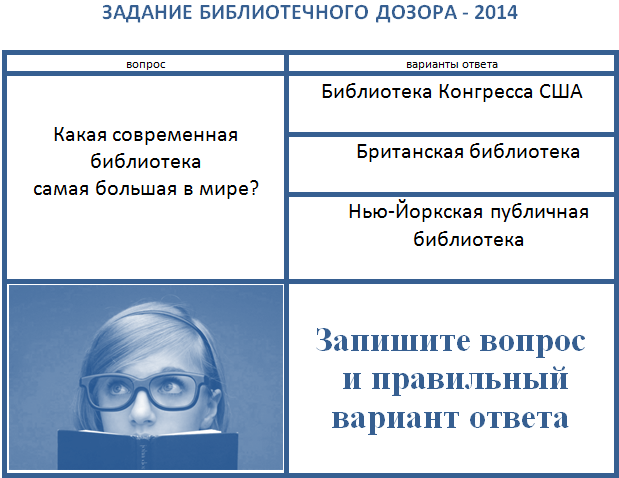 ЗАДАНИЕ БИБЛИОТЕЧНОГО ДОЗОРА - 2014
вопрос
варианты ответа
Какая современная
библиотека
самая большая в мире?
Библиотека Конгресса США
Британская библиотека
Нью-Йоркская публичная
библиотека
Запишите вопрос
и правильный
вариант ответа